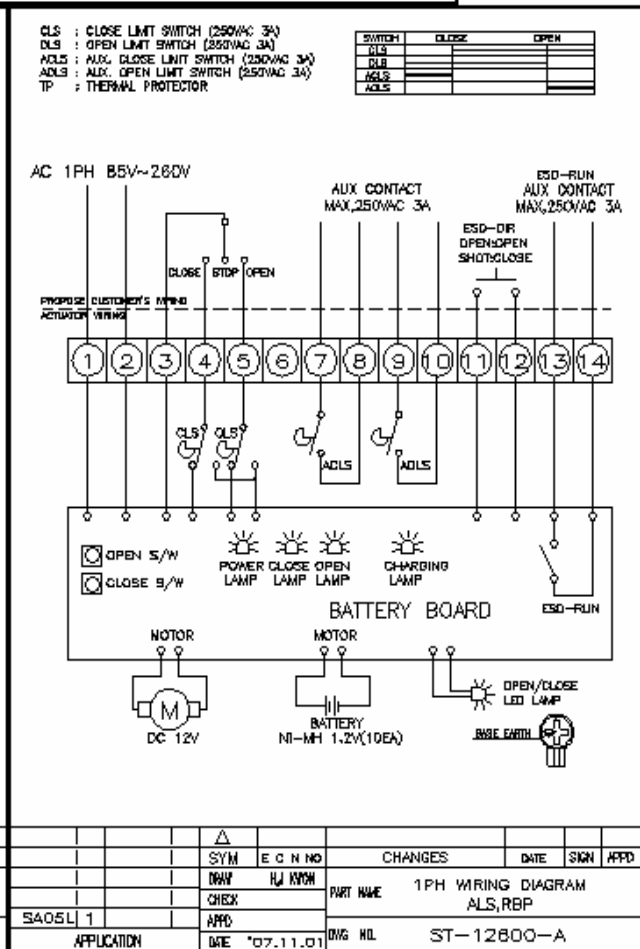 CLS : CLOSE LIMIT SWITCH (250VAC 3A)
OLS : OPEN LIMIT SWITCH (250VAC 3A)
ACLS : AUX. CLOSE LIMIT SWITCH (250VAC 3A)
AOLS : AUX. OPEN LIMIT SWITCH (250VAC 3A)
TP : THERMAL PROTECTOR
SWITCH CLOSE OPEN
CLS
OLS
ACLS
AOLS
AC 1PH 85V~260V
AUX CONTACT
MAX,250VAC 3A
ESD-RUN
AUX CONTACT
MAX,250VAC 3A
ESD-DIR
OPEN:OPEN
SHOT:CLOSE
CLOSE STOP OPEN
PROPOSE CUSTOMER'S WIRING
ACTUATOR WIRING
1 2 3 4 5 6 7 8 9 10 11 12 13 14
CLS OLS
ACLS AOLS
OPEN S/W
CLOSE S/W
POWER LAMP
CLOSE LAMP
OPEN LAMP
CHARGING LAMP
BATTERY BOARD
ESD-RUN
MOTOR MOTOR
M
DC 12V
BATTERY
NI-MH 1.2V(10EA)
OPEN/CLOSE
LED LAMP
BASE EARTH
SYM E C N NO CHANGES DATE SIGN APPD
DRAW H.J KWON
CHECK
APPD
DATE '07.11.01
PART NAME 1PH WIRING DIAGRAM
ALS,RBP
DWG NO. ST-12600-A
SA05L 1
APPLICATION